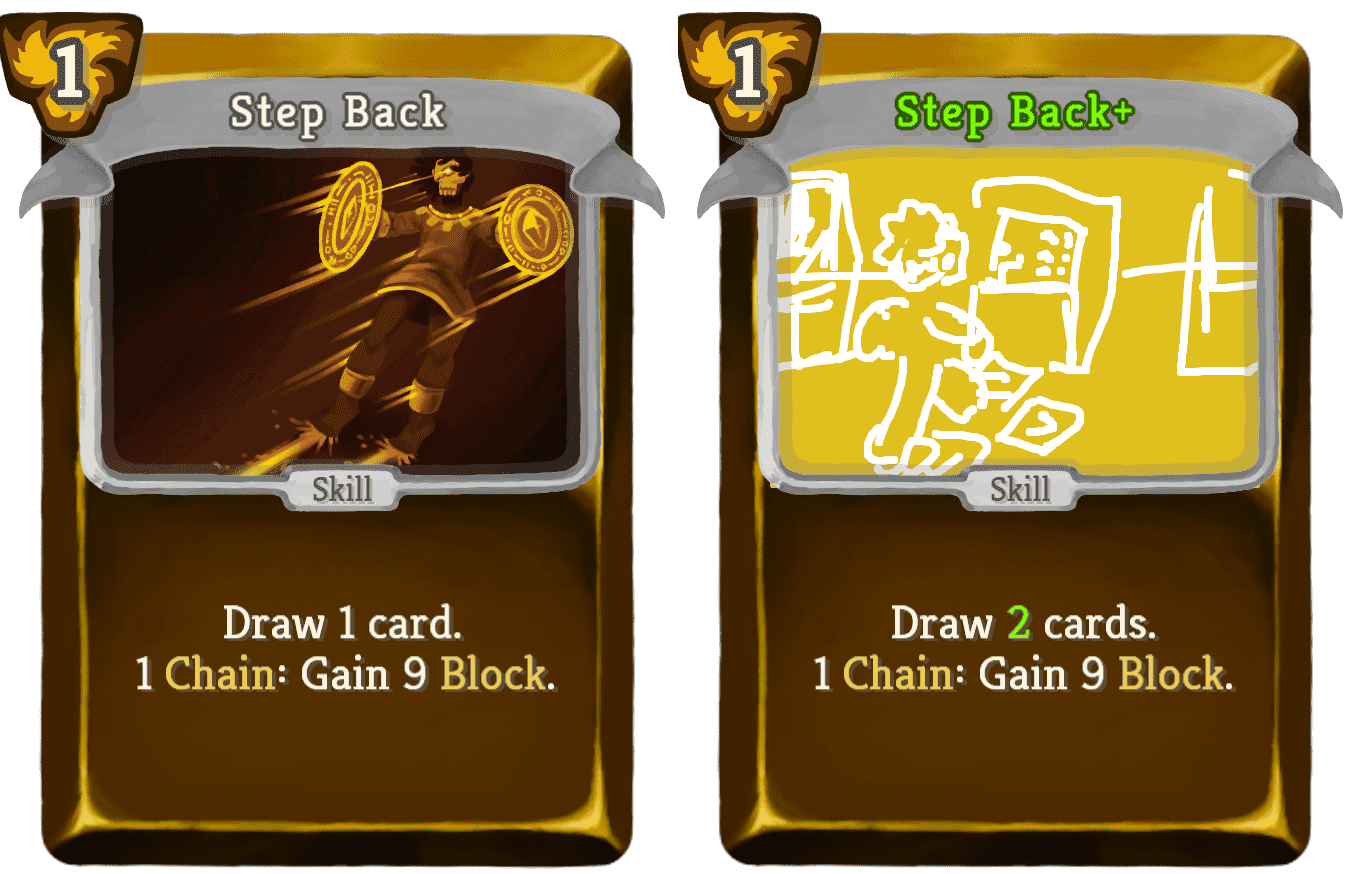 1
Step Back
Skill
Draw 1 card.
1 Chain: Gain 9 Block.
1
Step Back+
Skill
Draw 2 cards.
1 Chain: Gain 9 Block.